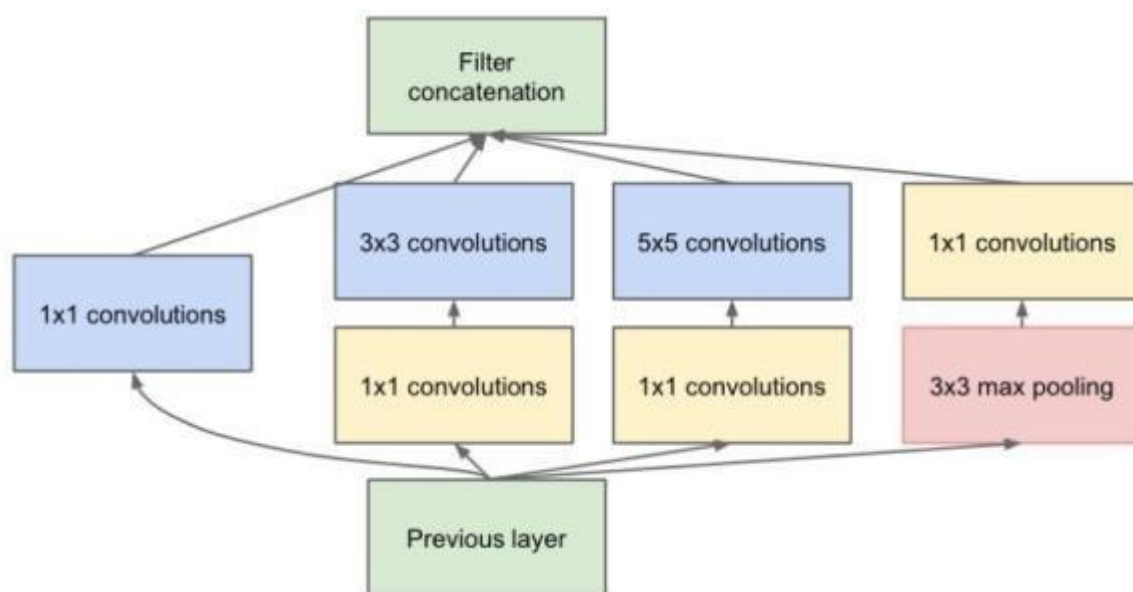 Filter
concatenation
3x3 convolutions
5x5 convolutions
1x1 convolutions
1x1 convolutions
1x1 convolutions
1x1 convolutions
3x3 max pooling
Previous layer